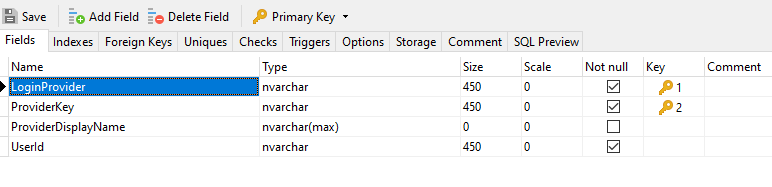 Save Add Field Delete Field Primary Key
Fields Indexes Foreign Keys Uniques Checks Triggers Options Storage Comment SQL Preview
Name Type Size Scale Not null Key Comment
LoginProvider nvarchar 450 0 1
ProviderKey nvarchar 450 0 2
ProviderDisplayName nvarchar(max) 0 0
UserId nvarchar 450 0